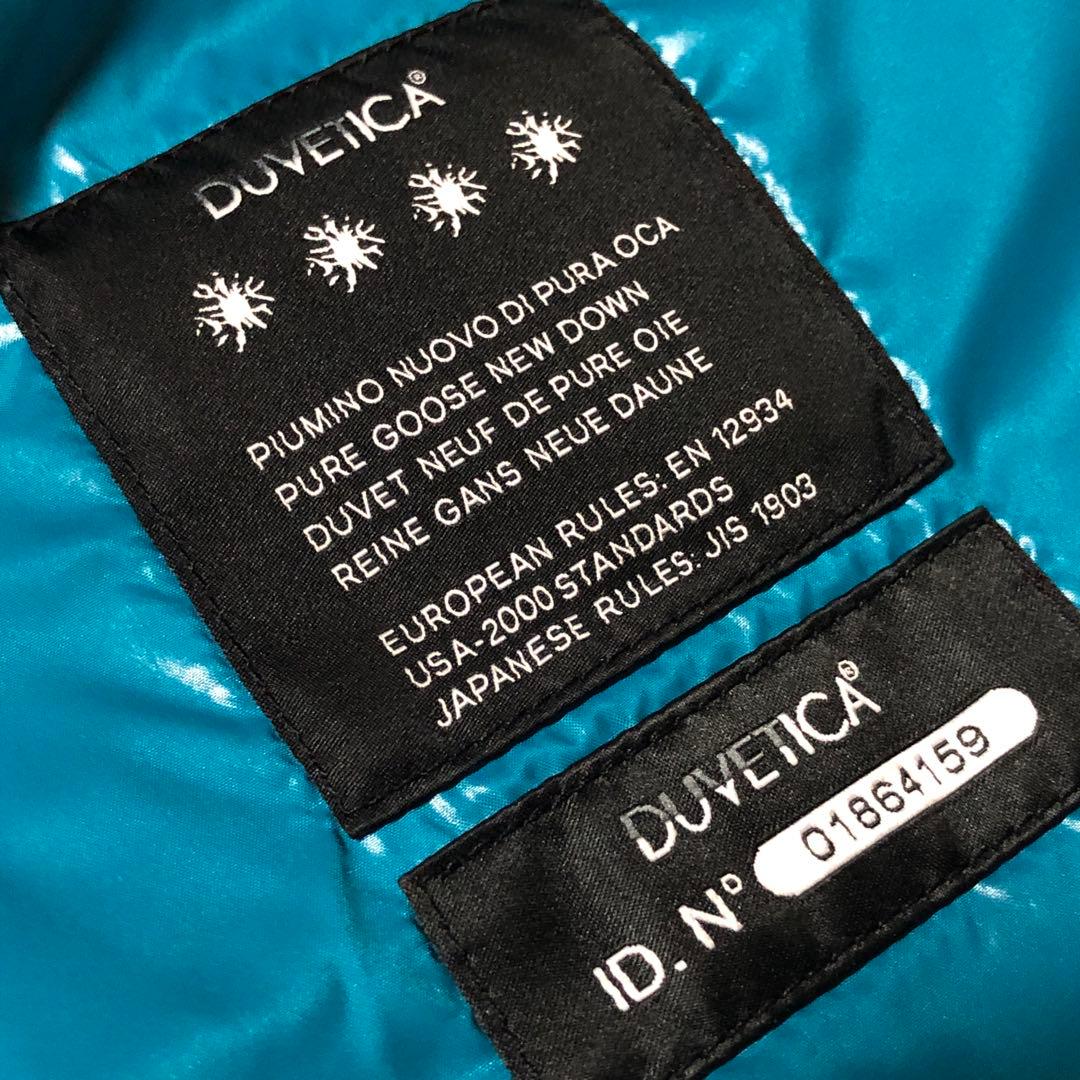 DUVETICA®
PIUMINO NUOVO DI PURA OCA
PURE GOOSE NEW DOWN
DUVET NEUF DE PURE OIE
REINE GANS NEUE DAUNE
EUROPEAN RULES: EN 12934
USA-2000 STANDARDS
JAPANESE RULES: JIS 1903
DUVETICA®
ID. Nº 01864159